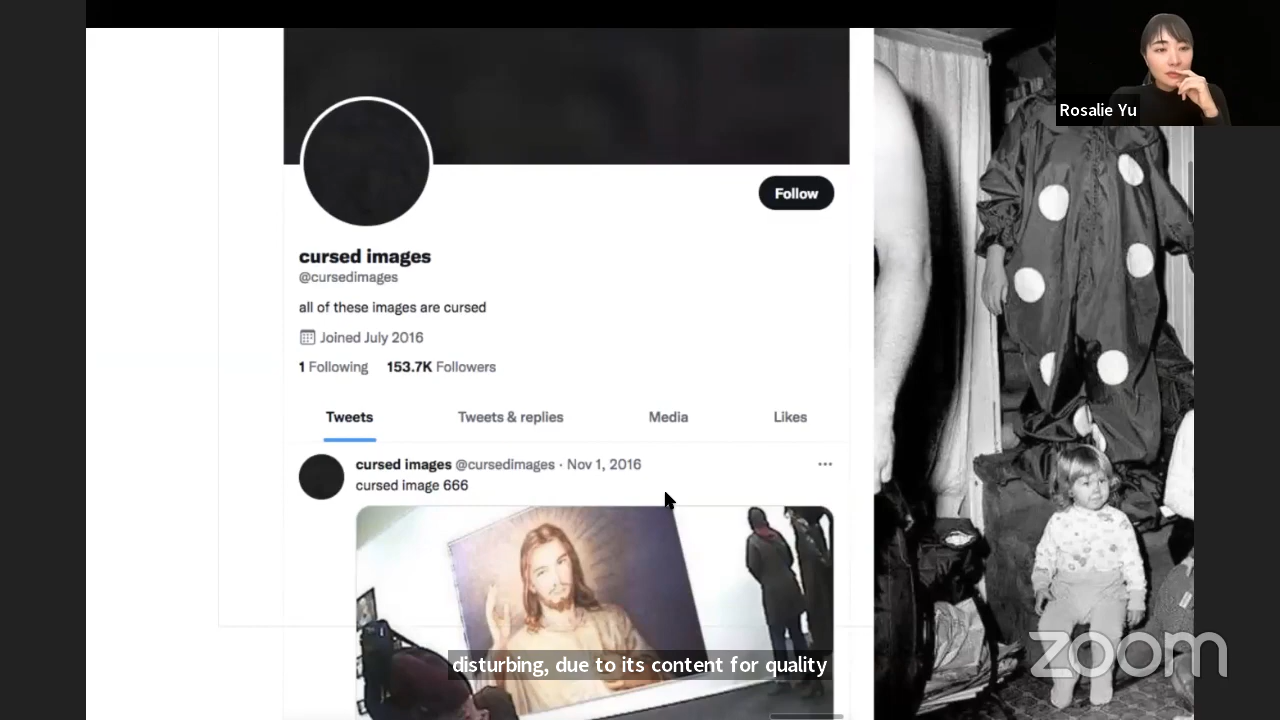 Rosalie Yu
Follow
cursed images
@cursedimages
all of these images are cursed
Joined July 2016
1 Following 153.7K Followers
Tweets Tweets & replies Media Likes
cursed images @cursedimages · Nov 1, 2016
cursed image 666
disturbing, due to its content for quality
zoom